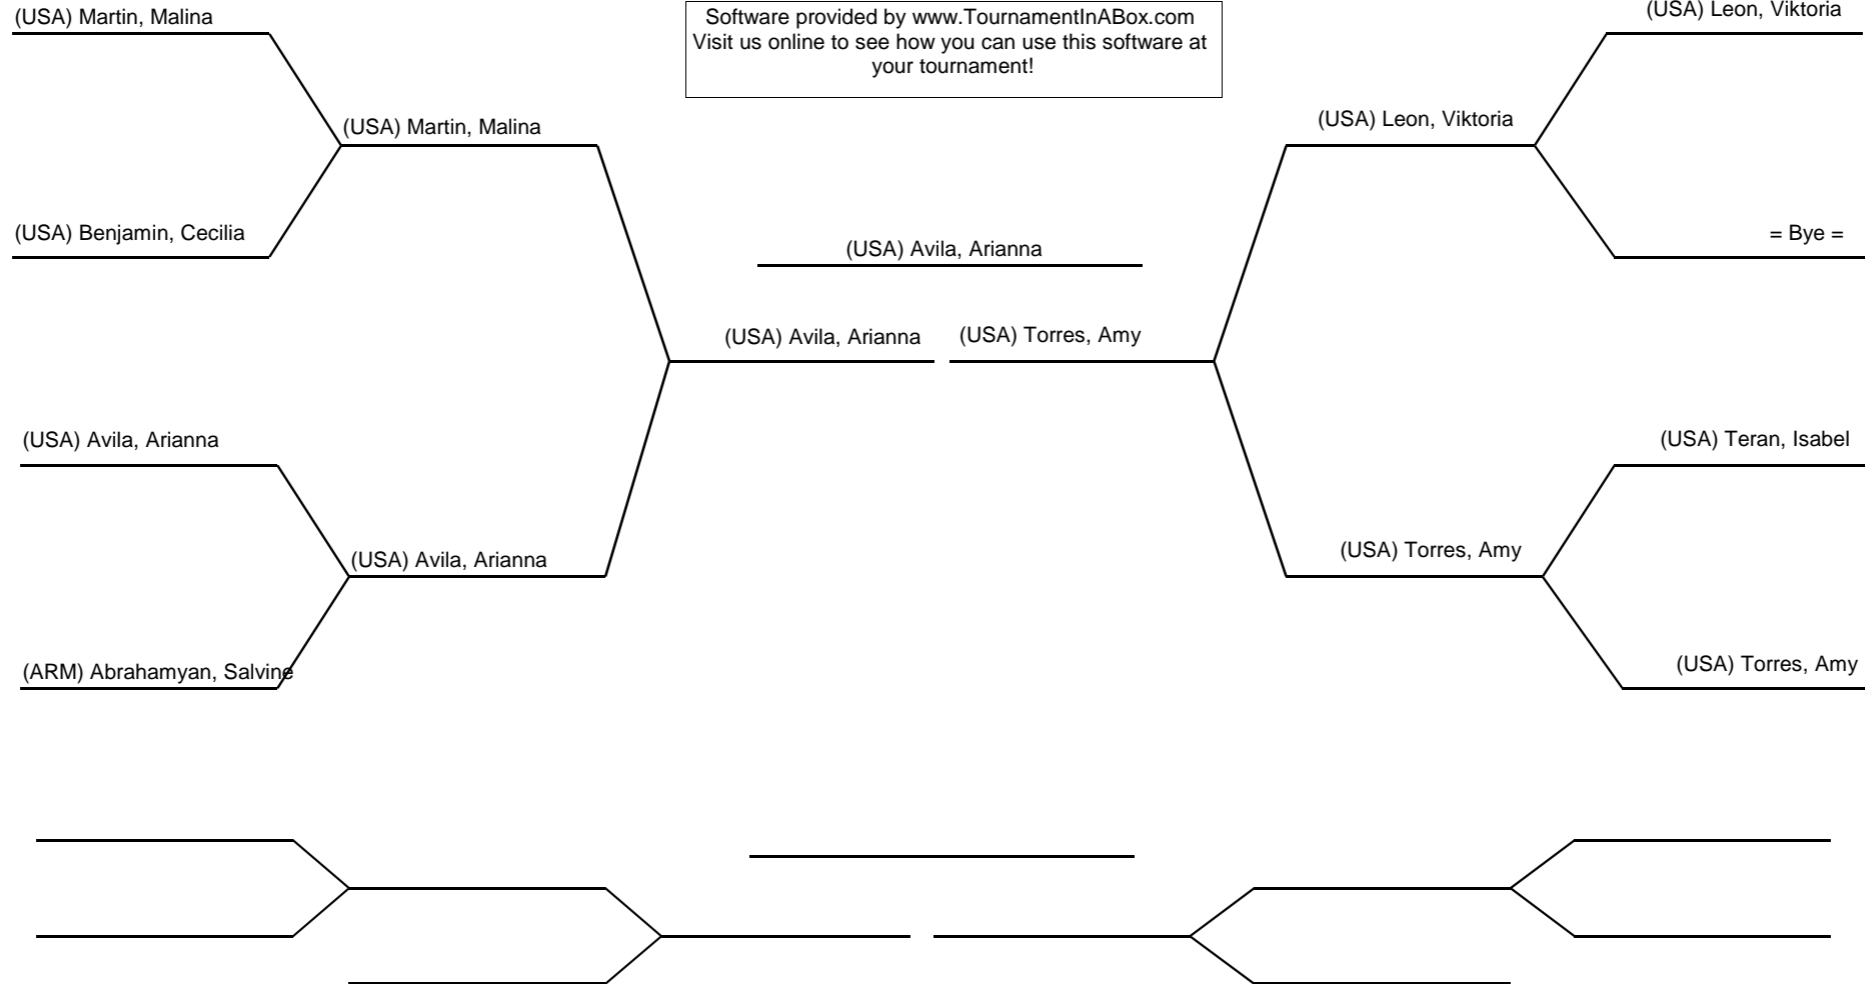 (USA) Martin, Malina
Software provided by www.TournamentInABox.com
Visit us online to see how you can use this software at
your tournament!
(USA) Leon, Viktoria
(USA) Martin, Malina
(USA) Leon, Viktoria
(USA) Benjamin, Cecilia
= Bye =
(USA) Avila, Arianna
(USA) Avila, Arianna
(USA) Torres, Amy
(USA) Avila, Arianna
(USA) Teran, Isabel
(USA) Avila, Arianna
(USA) Torres, Amy
(ARM) Abrahamyan, Salvine
(USA) Torres, Amy